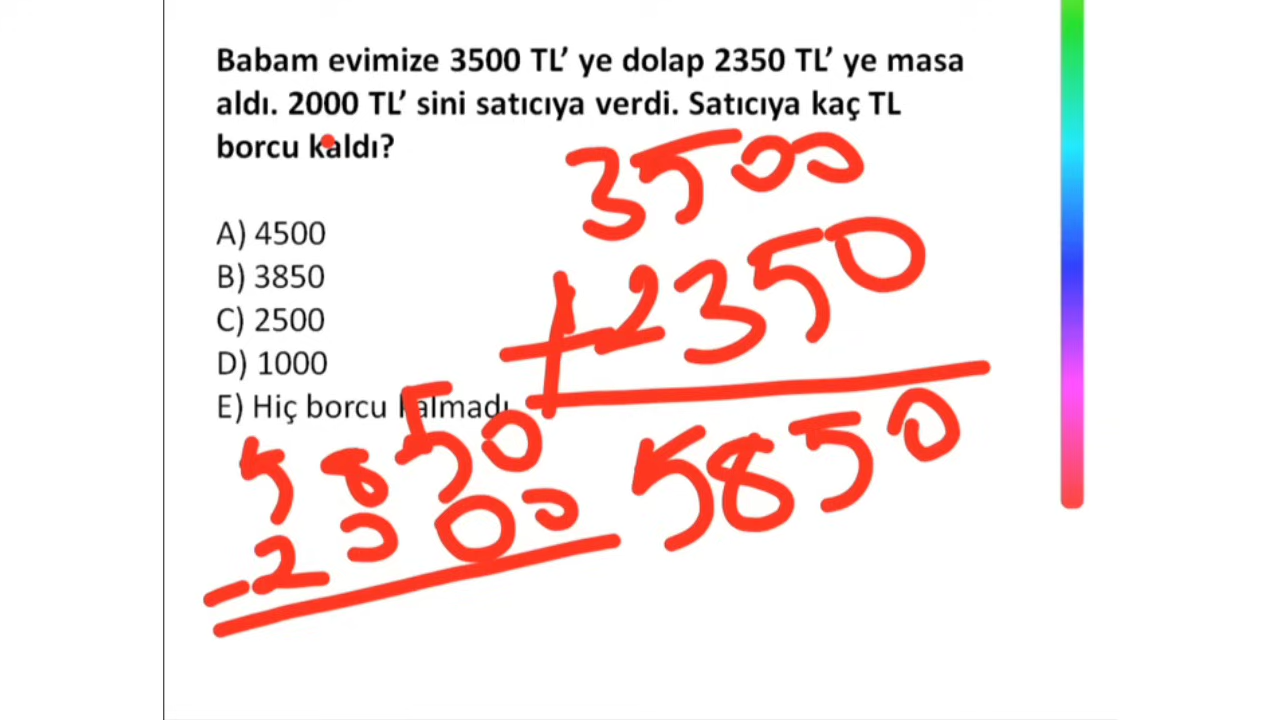 Babam evimize 3500 TL’ ye dolap 2350 TL’ ye masa
aldı. 2000 TL’ sini satıcıya verdi. Satıcıya kaç TL
borcu kaldı?
A) 4500
B) 3850
C) 2500
D) 1000
E) Hiç borcu kalmadı
3500
+ 2350
5850
5850
- 2000